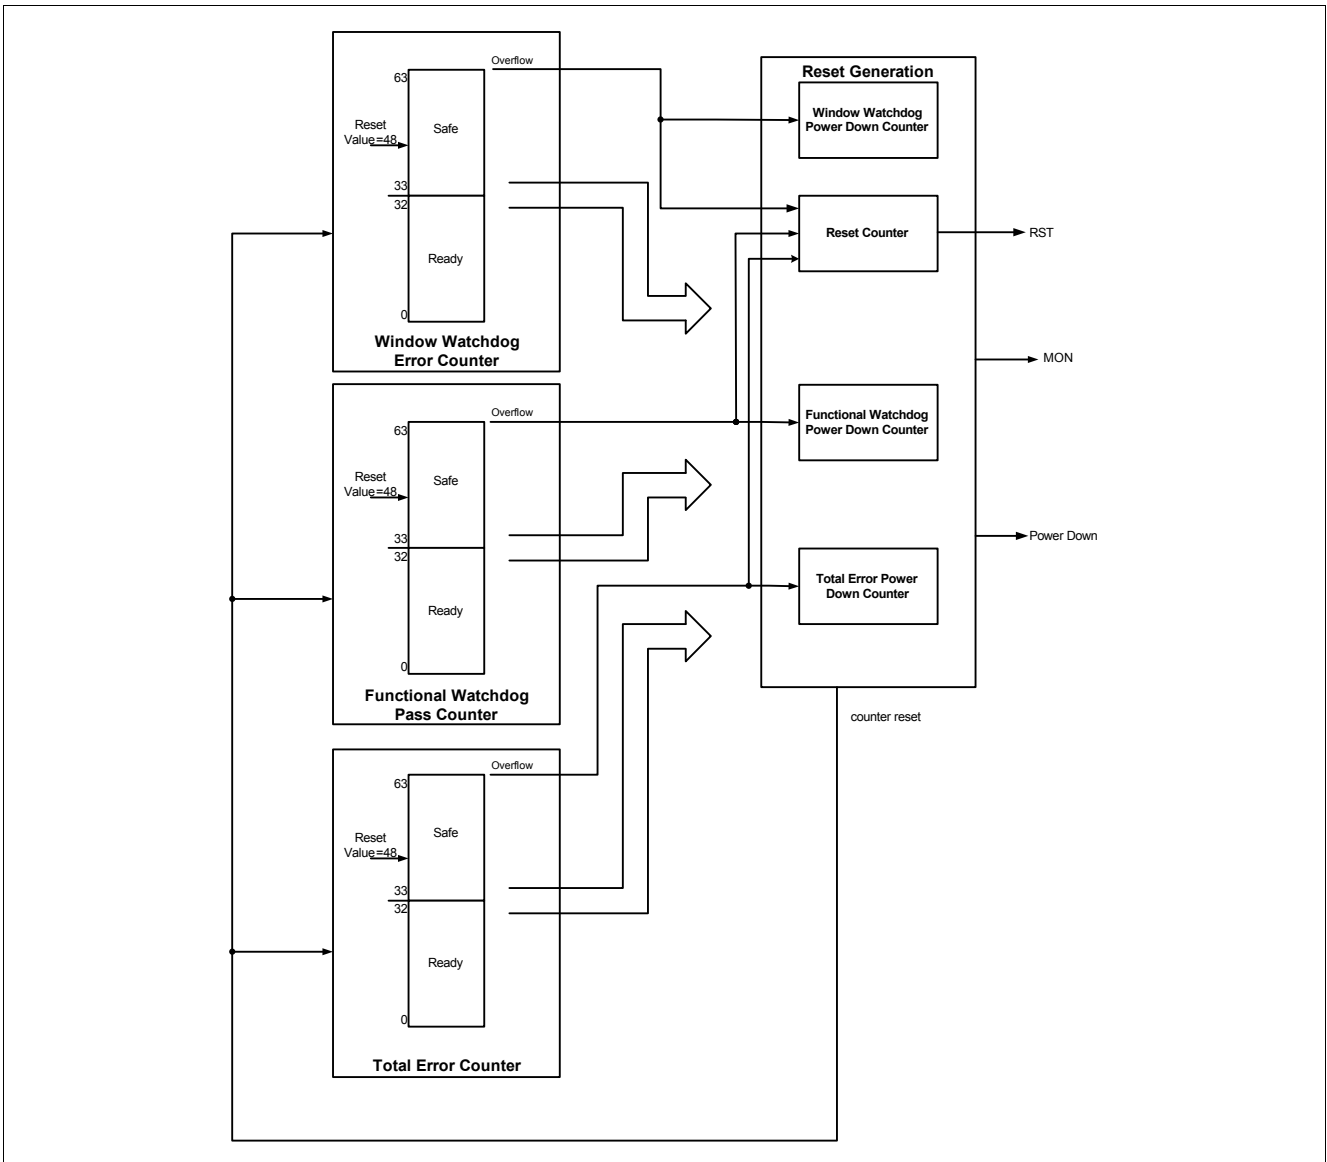 Overflow
63
Safe
Reset
Value=48
33
32
Ready
0
Window Watchdog
Error Counter
Overflow
63
Safe
Reset
Value=48
33
32
Ready
0
Functional Watchdog
Pass Counter
Overflow
63
Safe
Reset
Value=48
33
32
Ready
0
Total Error Counter
Reset Generation
Window Watchdog
Power Down Counter
Reset Counter
Functional Watchdog
Power Down Counter
Total Error Power
Down Counter
RST
MON
Power Down
counter reset